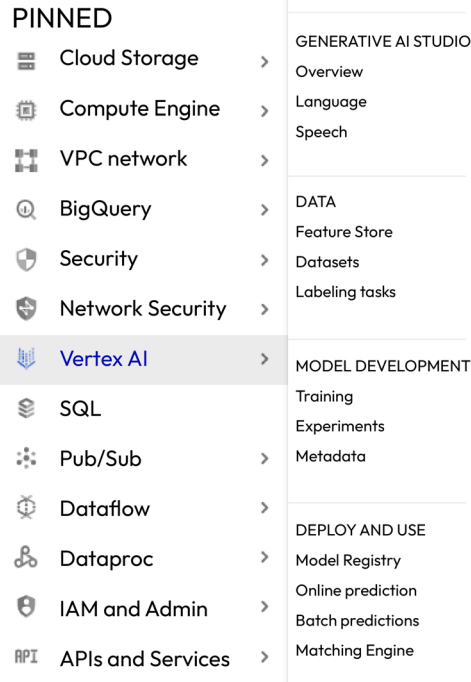 PINNED
Cloud Storage
Compute Engine
VPC network
BigQuery
Security
Network Security
Vertex AI
SQL
Pub/Sub
Dataflow
Dataproc
IAM and Admin
API APIs and Services
GENERATIVE AI STUDIO
Overview
Language
Speech
DATA
Feature Store
Datasets
Labeling tasks
MODEL DEVELOPMENT
Training
Experiments
Metadata
DEPLOY AND USE
Model Registry
Online prediction
Batch predictions
Matching Engine